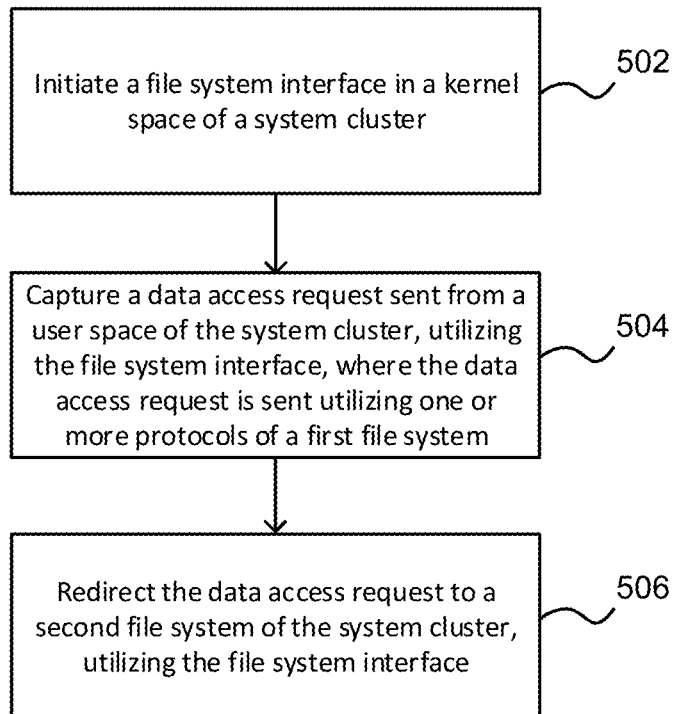 Initiate a file system interface in a kernel
space of a system cluster
502
Capture a data access request sent from a
user space of the system cluster, utilizing
the file system interface, where the data
access request is sent utilizing one or
more protocols of a first file system
504
Redirect the data access request to a
second file system of the system cluster,
utilizing the file system interface
506